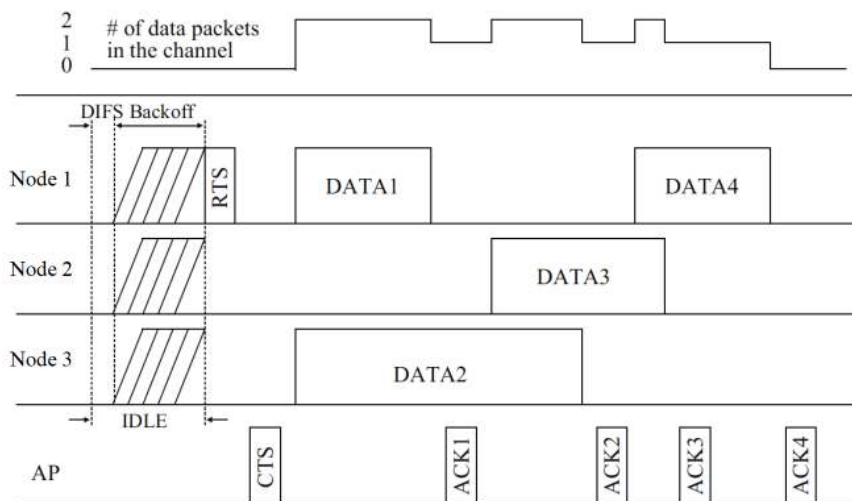 2
1
0
# of data packets
in the channel
DIFS Backoff
Node 1
RTS
DATA1
DATA4
Node 2
DATA3
Node 3
DATA2
IDLE
AP
CTS
ACK1
ACK2
ACK3
ACK4